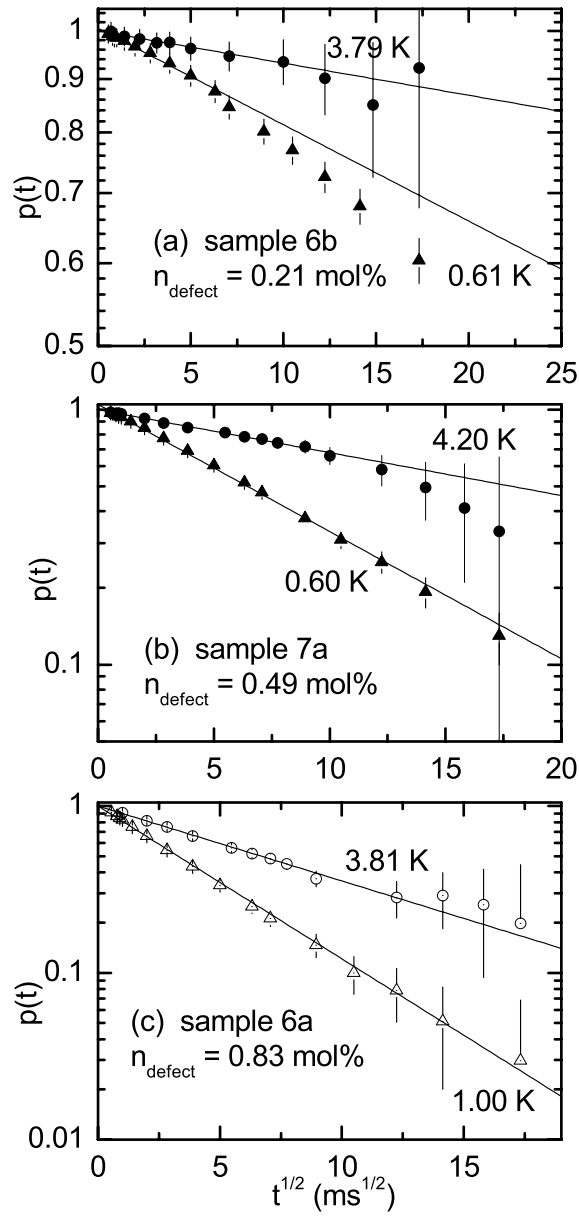 1
3.79 K
0.9
0.8
p(t)
0.7
(a) sample 6b
0.6
n_defect = 0.21 mol%
0.61 K
0.5
0 5 10 15 20 25
1
4.20 K
p(t)
0.60 K
(b) sample 7a
0.1
n_defect = 0.49 mol%
0 5 10 15 20
1
3.81 K
p(t)
0.1
(c) sample 6a
n_defect = 0.83 mol%
1.00 K
0.01
0 5 10 15
t^1/2 (ms^1/2)